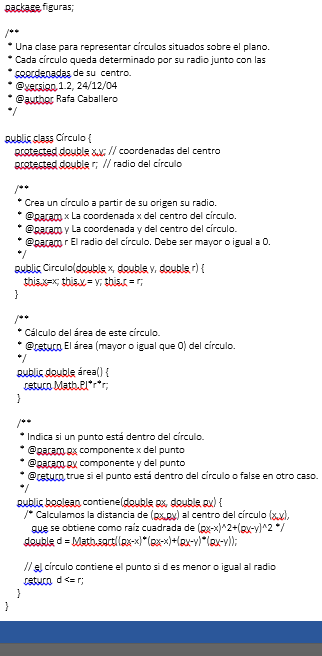 package figuras;
/**
* Una clase para representar círculos situados sobre el plano.
* Cada círculo queda determinado por su radio junto con las
* coordenadas de su centro.
* @version 1.2, 24/12/04
* @author Rafa Caballero
*/
public class Círculo {
protected double x,y; // coordenadas del centro
protected double r; // radio del círculo
/**
* Crea un círculo a partir de su origen su radio.
* @param x La coordenada x del centro del círculo.
* @param y La coordenada y del centro del círculo.
* @param r El radio del círculo. Debe ser mayor o igual a 0.
*/
public Circulo(double x, double y, double r) {
this.x=x; this.y = y; this.r = r;
}
/**
* Cálculo del área de este círculo.
* @return El área (mayor o igual que 0) del círculo.
*/
public double área() {
return Math.PI*r*r;
}
/**
* Indica si un punto está dentro del círculo.
* @param px componente x del punto
* @param py componente y del punto
* @return true si el punto está dentro del círculo o false en otro caso.
*/
public boolean contiene(double px, double py) {
/* Calculamos la distancia de (px,py) al centro del círculo (x,y),
que se obtiene como raíz cuadrada de (px-x)^2+(py-y)^2 */
double d = Math.sqrt((px-x)*(px-x)+(py-y)*(py-y));
// el círculo contiene el punto si d es menor o igual al radio
return d <= r;
}
}